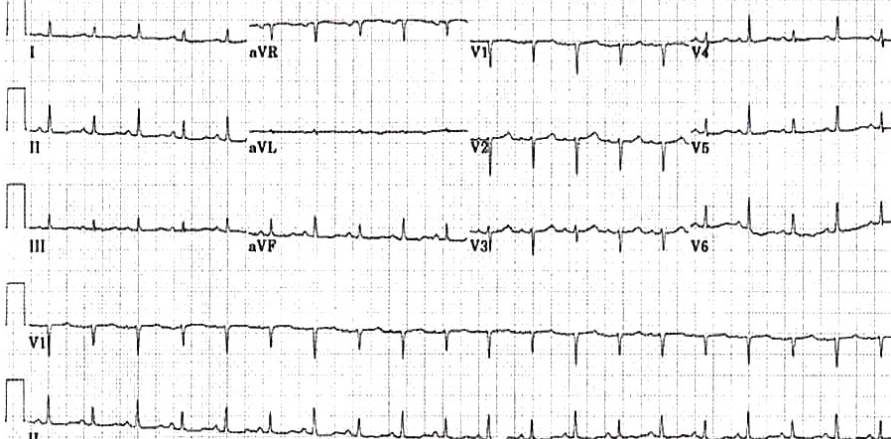 I aVR V1 V4
II aVL V2 V5
III aVF V3 V6
V1
II